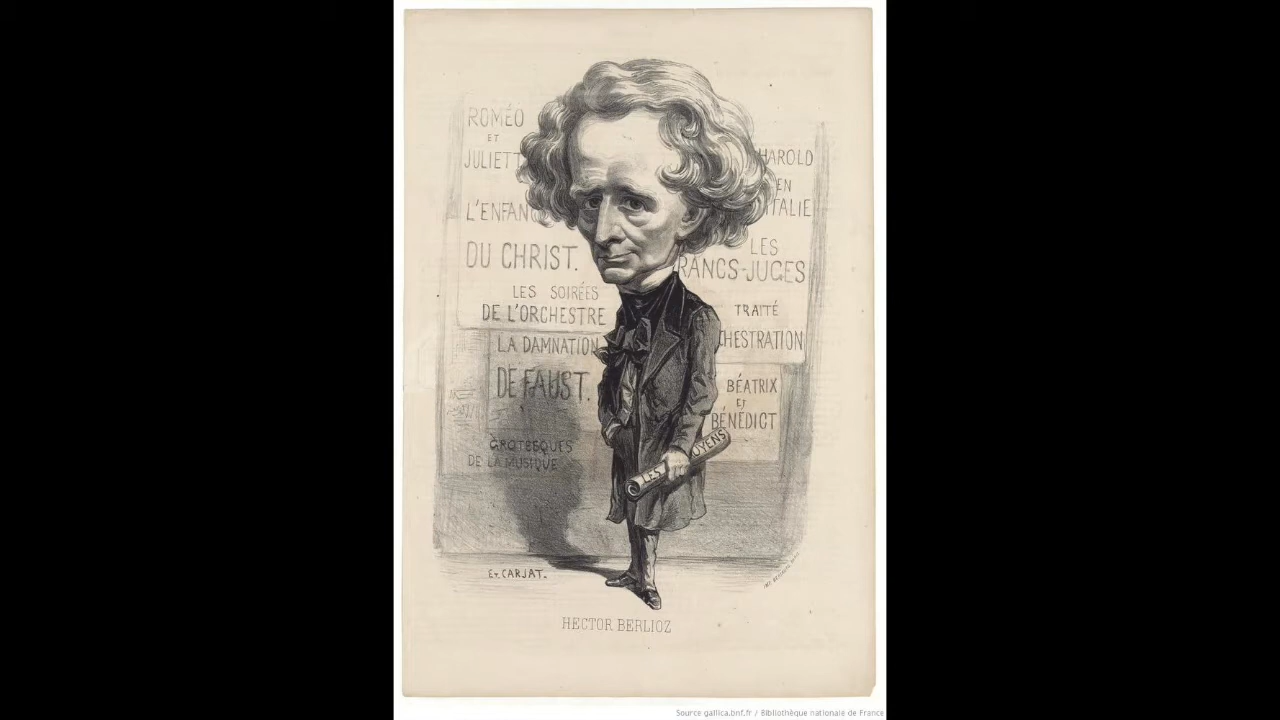 ROMÉO
ET
JULIETT
L'ENFAN
DU CHRIST.
LES SOIRÉES
DE L'ORCHESTRE
LA DAMNATION
DE FAUST.
GROTESQUES
DE LA MUSIQUE
HAROLD
EN
ITALIE
LES
RANCS-JUGES
TRAITÉ
CHESTRATION
BÉATRIX
ET
BÉNÉDICT
LES OYENS
ET. CARJAT.
HECTOR BERLIOZ
Source gallica.bnf.fr / Bibliothèque nationale de France